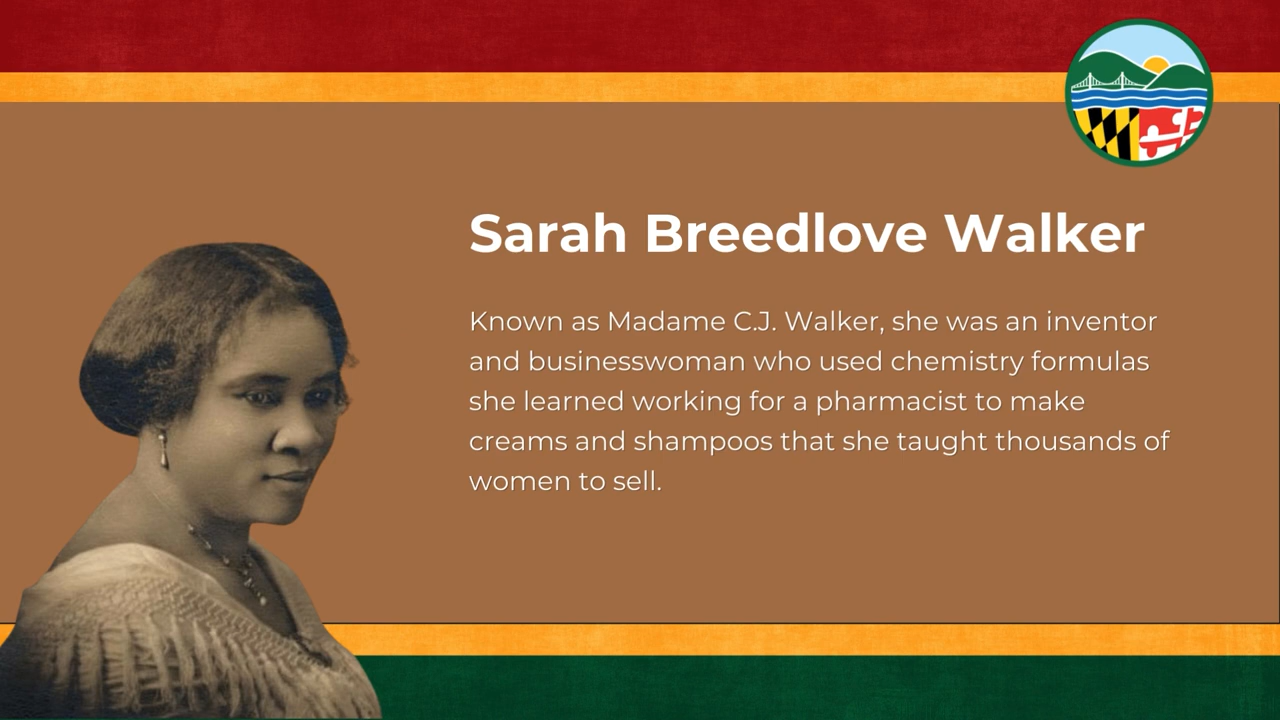 Sarah Breedlove Walker
Known as Madame C.J. Walker, she was an inventor
and businesswoman who used chemistry formulas
she learned working for a pharmacist to make
creams and shampoos that she taught thousands of
women to sell.